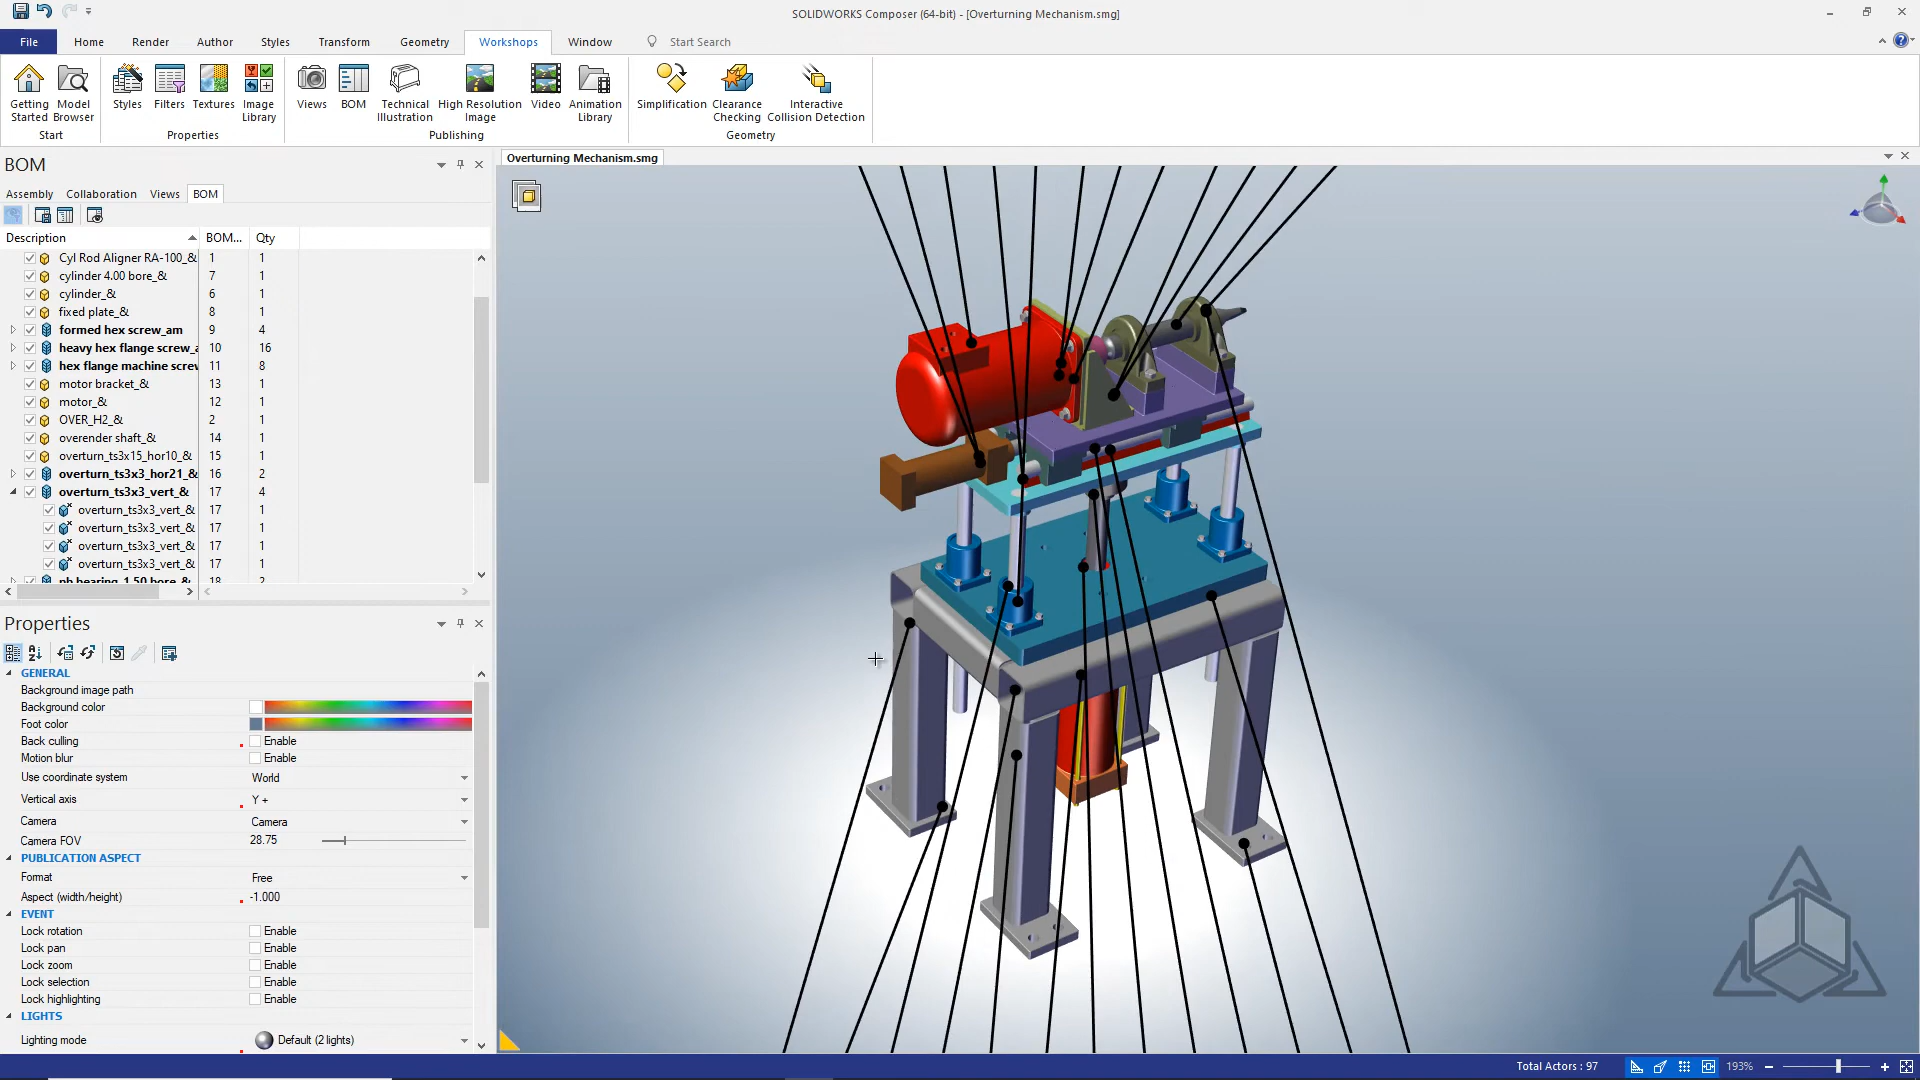 SOLIDWORKS Composer (64-bit) - [Overturning Mechanism.smg]
File Home Render Author Styles Transform Geometry Workshops Window Start Search
Getting Started
Model Browser
Styles
Filters
Textures
Image Library
Views
BOM
Technical Illustration
High Resolution Image
Video
Animation Library
Simplification
Clearance Checking
Interactive Collision Detection
Start Properties Publishing Geometry
BOM
Overturning Mechanism.smg
Assembly Collaboration Views BOM
Description BOM... Qty
Cyl Rod Aligner RA-100_& 1 1
cylinder 4.00 bore_& 7 1
cylinder_& 6 1
fixed plate_& 8 1
formed hex screw_am 9 4
heavy hex flange screw_a 10 16
hex flange machine screw 11 8
motor bracket_& 13 1
motor_& 12 1
OVER_H2_& 2 1
overender shaft_& 14 1
overturn_ts3x15_hor10_& 15 1
overturn_ts3x3_hor21_& 16 2
overturn_ts3x3_vert_& 17 4
overturn_ts3x3_vert_& 17 1
overturn_ts3x3_vert_& 17 1
overturn_ts3x3_vert_& 17 1
overturn_ts3x3_vert_& 17 1
pb bearing_1.50 bore_& 18 2
Properties
GENERAL
Background image path
Background color
Foot color
Back culling Enable
Motion blur Enable
Use coordinate system World
Vertical axis Y +
Camera Camera
Camera FOV 28.75
PUBLICATION ASPECT
Format Free
Aspect (width/height) -1.000
EVENT
Lock rotation Enable
Lock pan Enable
Lock zoom Enable
Lock selection Enable
Lock highlighting Enable
LIGHTS
Lighting mode Default (2 lights)
Total Actors : 97 193%